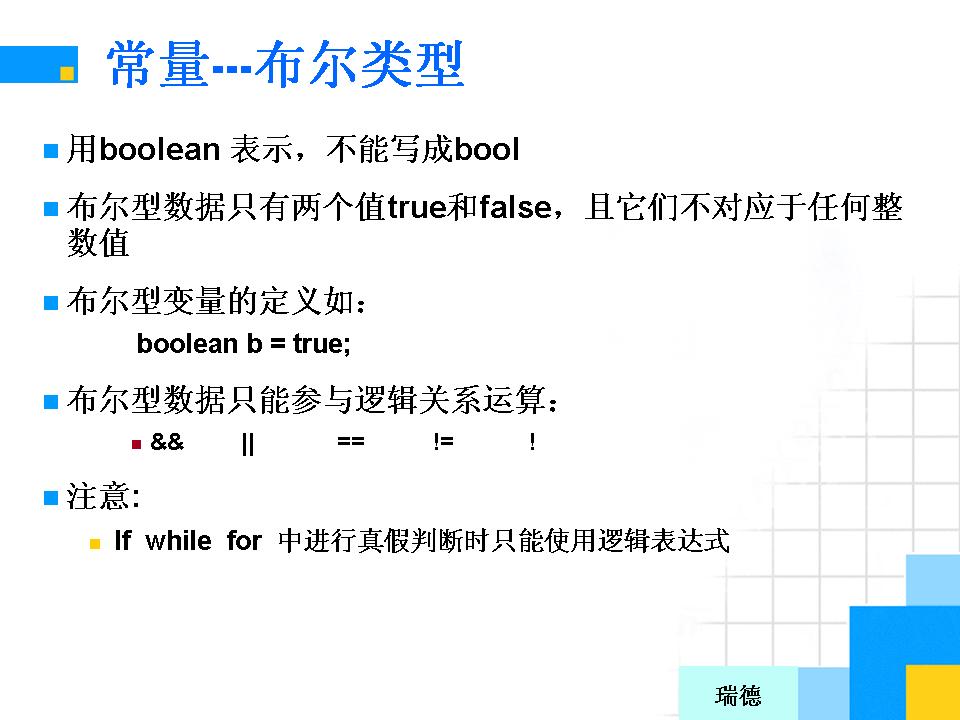 常量---布尔类型
用boolean 表示，不能写成bool
布尔型数据只有两个值true和false，且它们不对应于任何整
数值
布尔型变量的定义如：
boolean b = true;
布尔型数据只能参与逻辑关系运算：
&& || == != !
注意:
If while for 中进行真假判断时只能使用逻辑表达式
瑞德